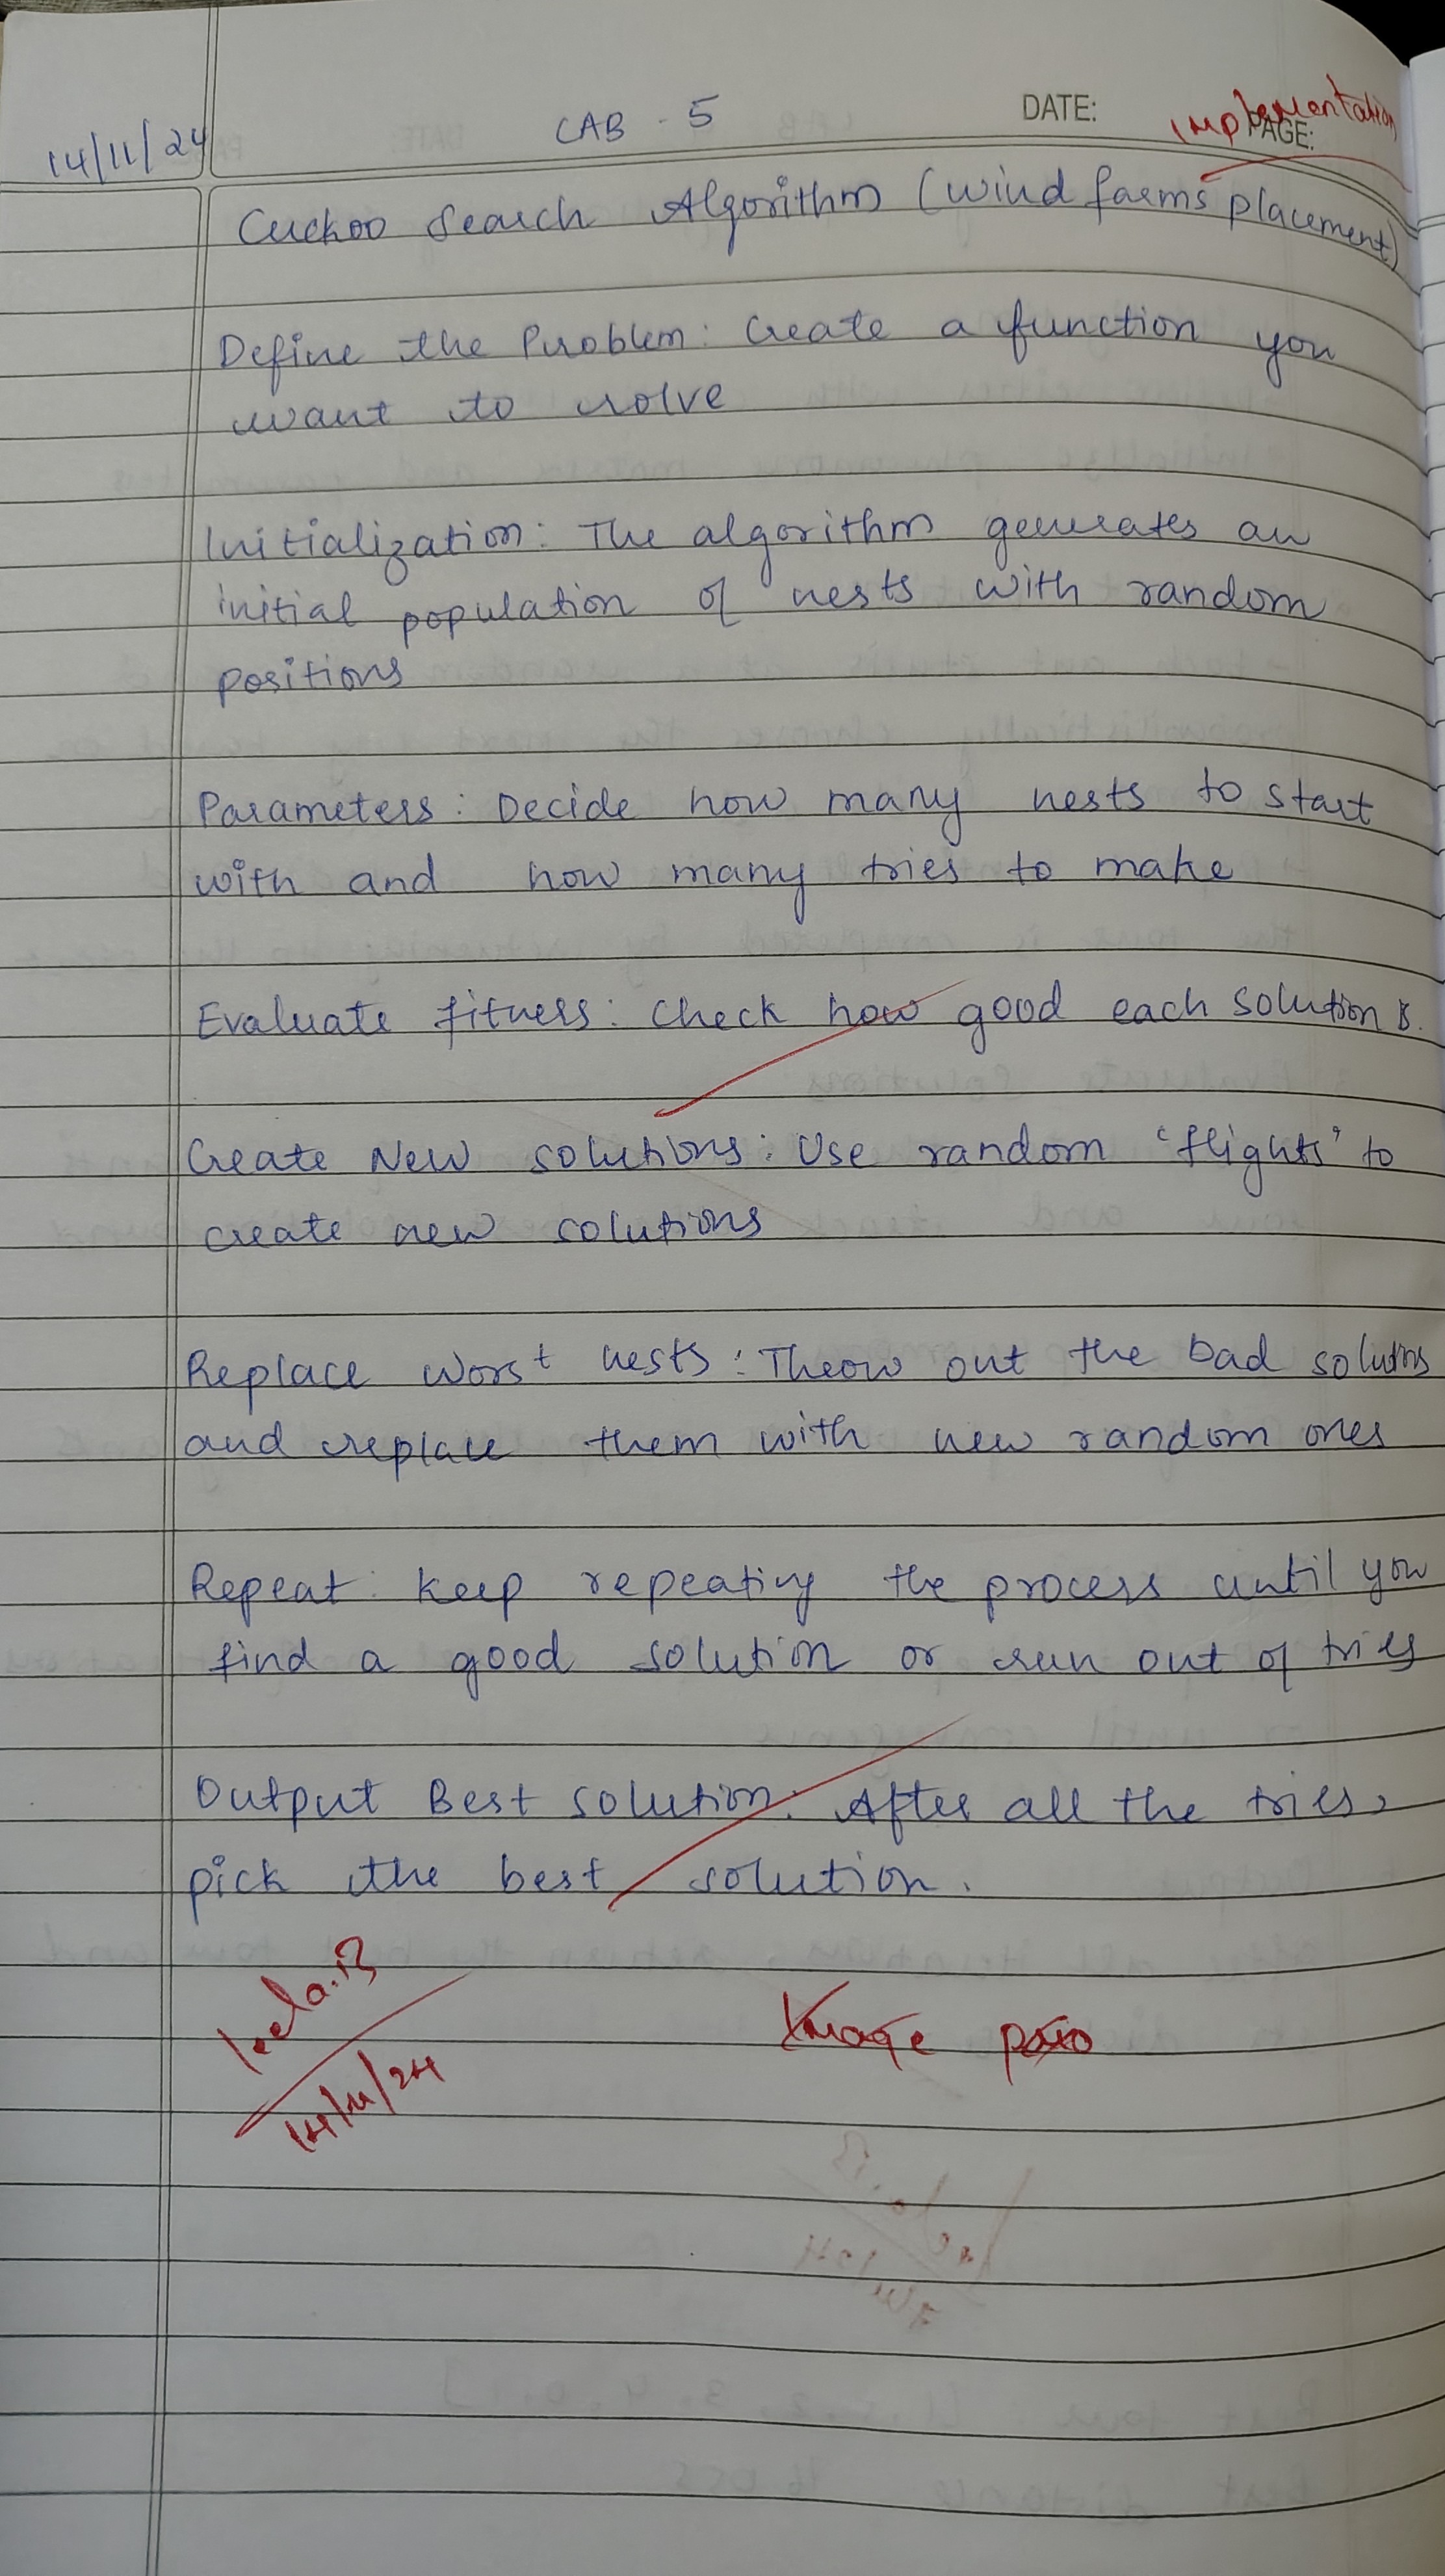 DATE:
Implementation
PAGE:
14/11/24
LAB - 5
Cuckoo Search Algorithm (wind farms placement)
Define the Problem: Create a function you
want to solve
Initialization: The algorithm generates an
initial population of nests with random
positions
Parameters: Decide how many nests to start
with and how many tries to make
Evaluate fitness: Check how good each solution is.
Create New solutions: Use random 'flights' to
create new solutions
Replace worst nests: Throw out the bad solutions
and replace them with new random ones
Repeat: Keep repeating the process until you
find a good solution or run out of tries
Output Best solution: After all the tries,
pick the best solution.
14/11/24